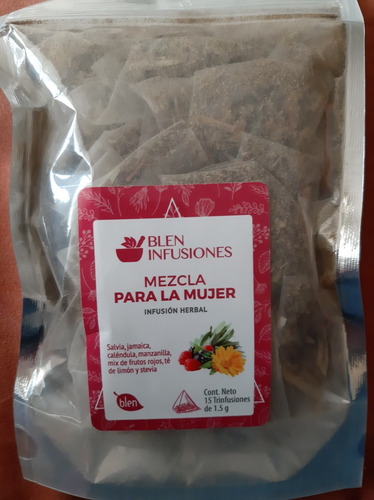 BLEN
INFUSIONES
MEZCLA
PARA LA MUJER
INFUSIÓN HERBAL
Salvia, jamaica,
caléndula, manzanilla,
mix de frutos rojos, té
de limón y stevia
blen
Cont. Neto
15 Trinfusiones
de 1.5 g